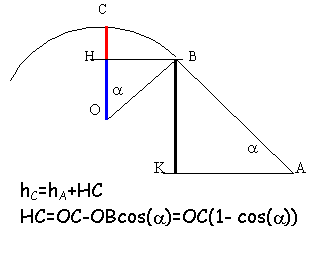 C
H
B
α
O
α
K
A
h_C=h_A+HC
HC=OC-OBcos(α)=OC(1- cos(α))